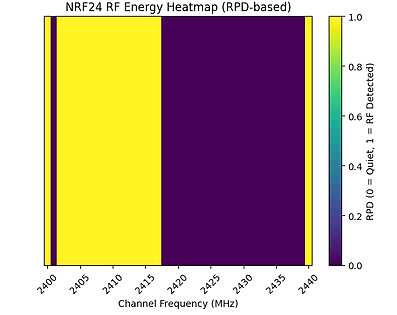 NRF24 RF Energy Heatmap (RPD-based)
1.0
0.8
0.6
0.4
0.2
0.0
RPD (0 = Quiet, 1 = RF Detected)
2400 2405 2410 2415 2420 2425 2430 2435 2440
Channel Frequency (MHz)